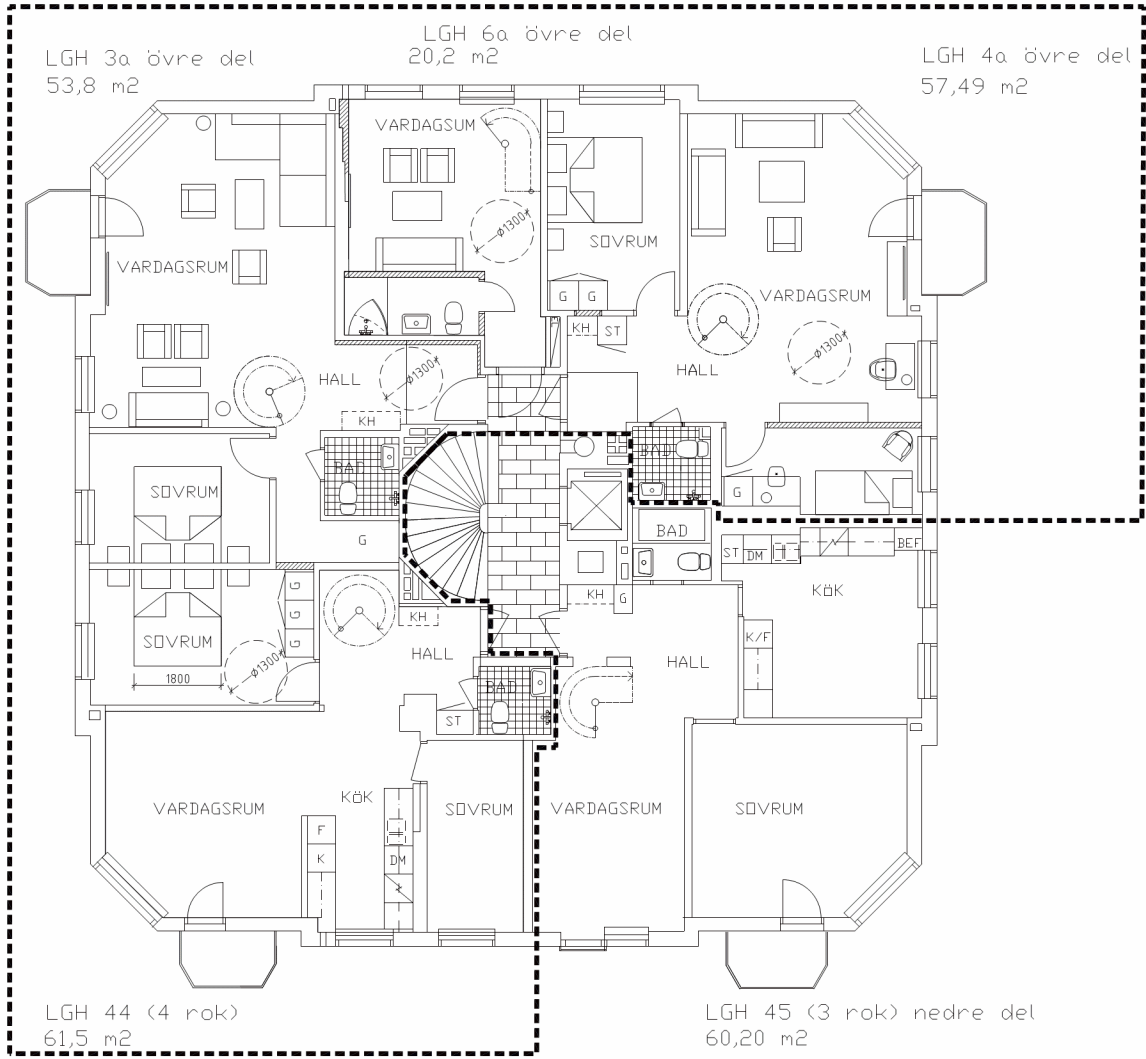 LGH 3a övre del
53,8 m2
LGH 6a övre del
20,2 m2
LGH 4a övre del
57,49 m2
VARDAGSUM
ø1300
SOVRUM
G G
KH ST
VARDAGSRUM
VARDAGSRUM
ø1300
HALL
HALL
ø1300
KH
BAD
BAD
SOVRUM
G
G
BAD
ST DM
BEF
KöK
SOVRUM
G
G
G
ø1300
1800
KH
HALL
KH
G
K/F
HALL
BAD
ST
VARDAGSRUM
KöK
SOVRUM
VARDAGSRUM
SOVRUM
F
K
DM
LGH 44 (4 rok)
61,5 m2
LGH 45 (3 rok) nedre del
60,20 m2